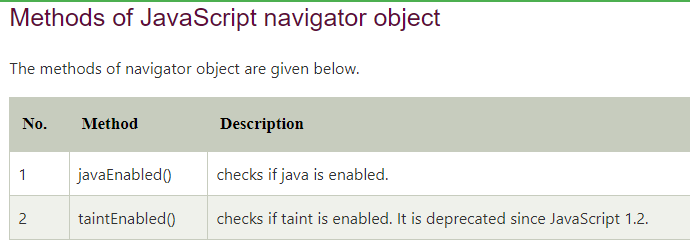 Methods of JavaScript navigator object
The methods of navigator object are given below.
No. Method Description
1 javaEnabled() checks if java is enabled.
2 taintEnabled() checks if taint is enabled. It is deprecated since JavaScript 1.2.